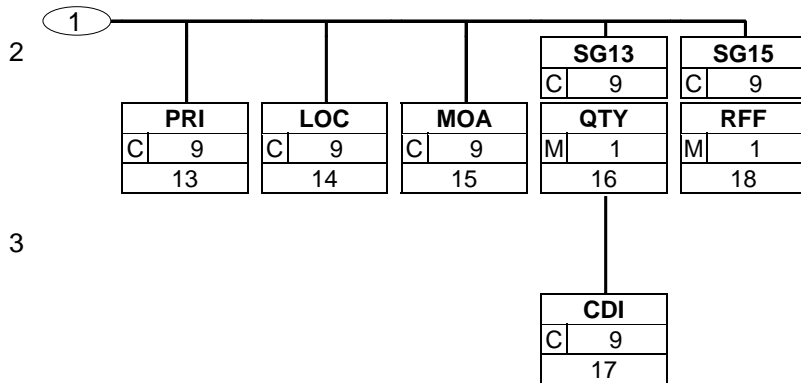 1
2
SG13 SG15
C 9 C 9
PRI LOC MOA QTY RFF
C 9 C 9 C 9 M 1 M 1
13 14 15 16 18
3
CDI
C 9
17